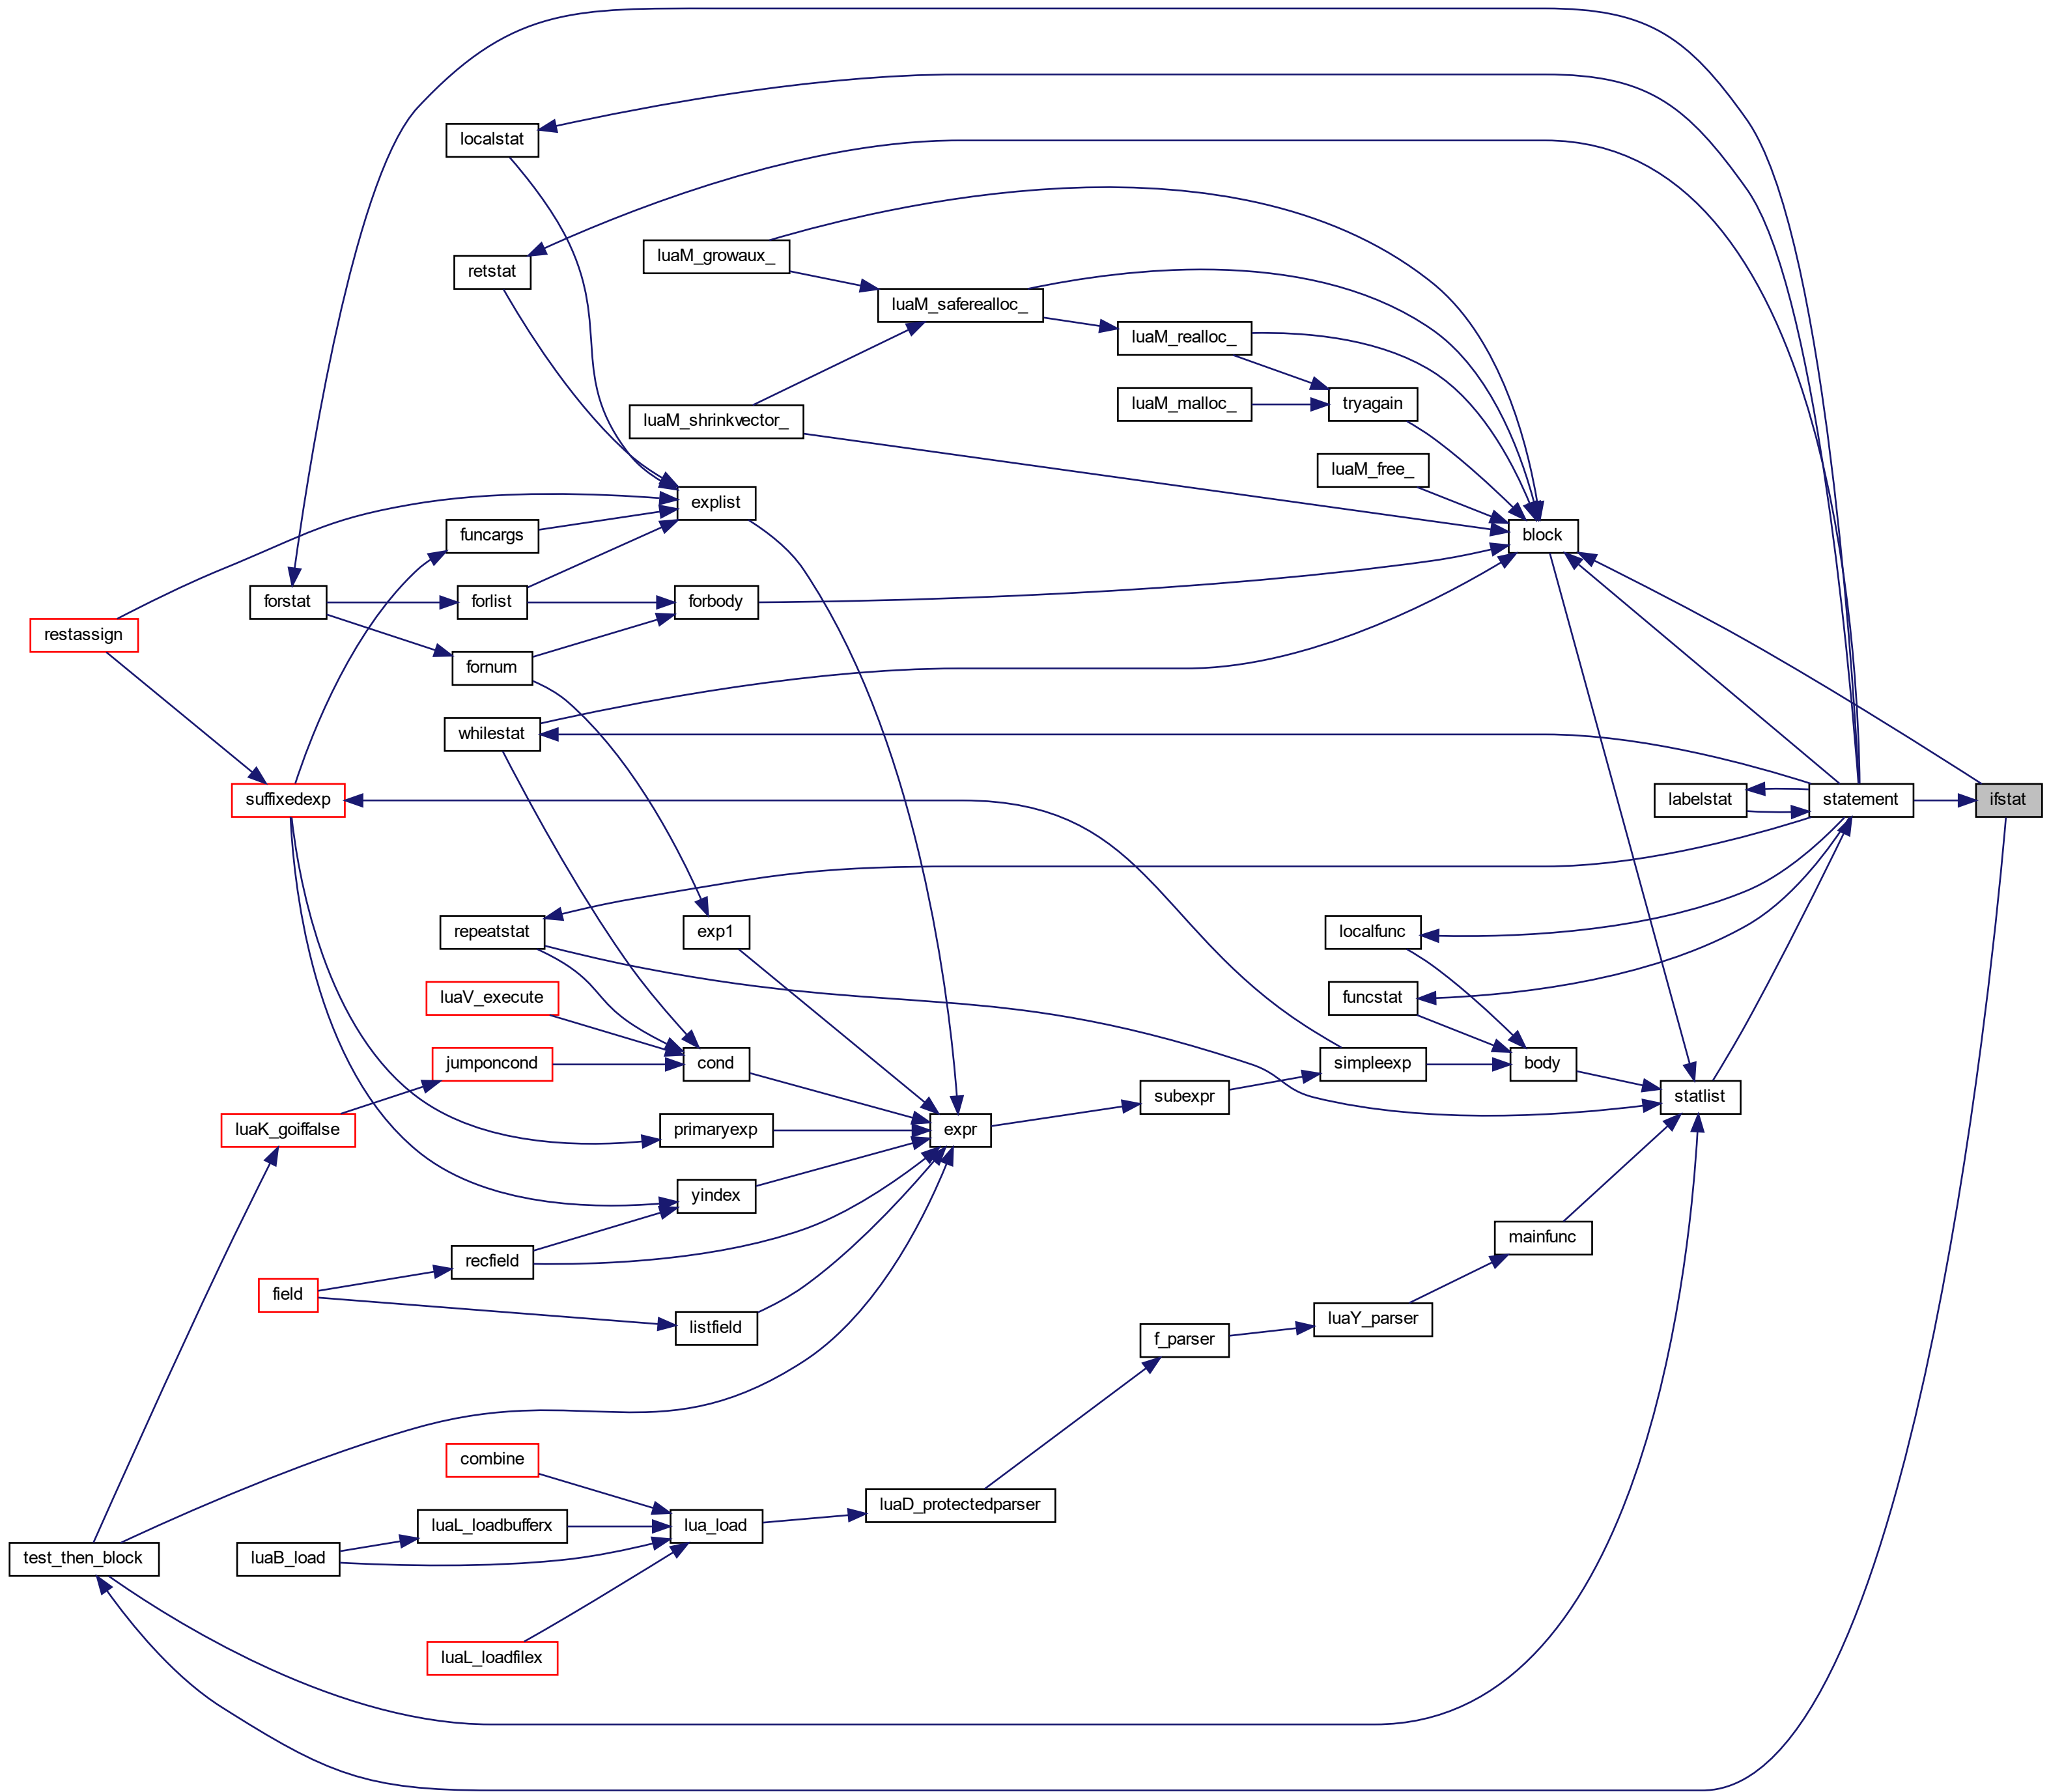 localstat
luaM_growaux_
retstat
luaM_saferealloc_
luaM_realloc_
luaM_malloc_
tryagain
luaM_shrinkvector_
luaM_free_
explist
funcargs
block
forstat
forlist
forbody
restassign
fornum
whilestat
suffixedexp
labelstat
statement
ifstat
repeatstat
exp1
localfunc
luaV_execute
funcstat
jumponcond
cond
simpleexp
body
subexpr
statlist
luaK_goiffalse
primaryexp
expr
yindex
recfield
mainfunc
field
listfield
luaY_parser
f_parser
combine
luaD_protectedparser
luaL_loadbufferx
lua_load
test_then_block
luaB_load
luaL_loadfilex